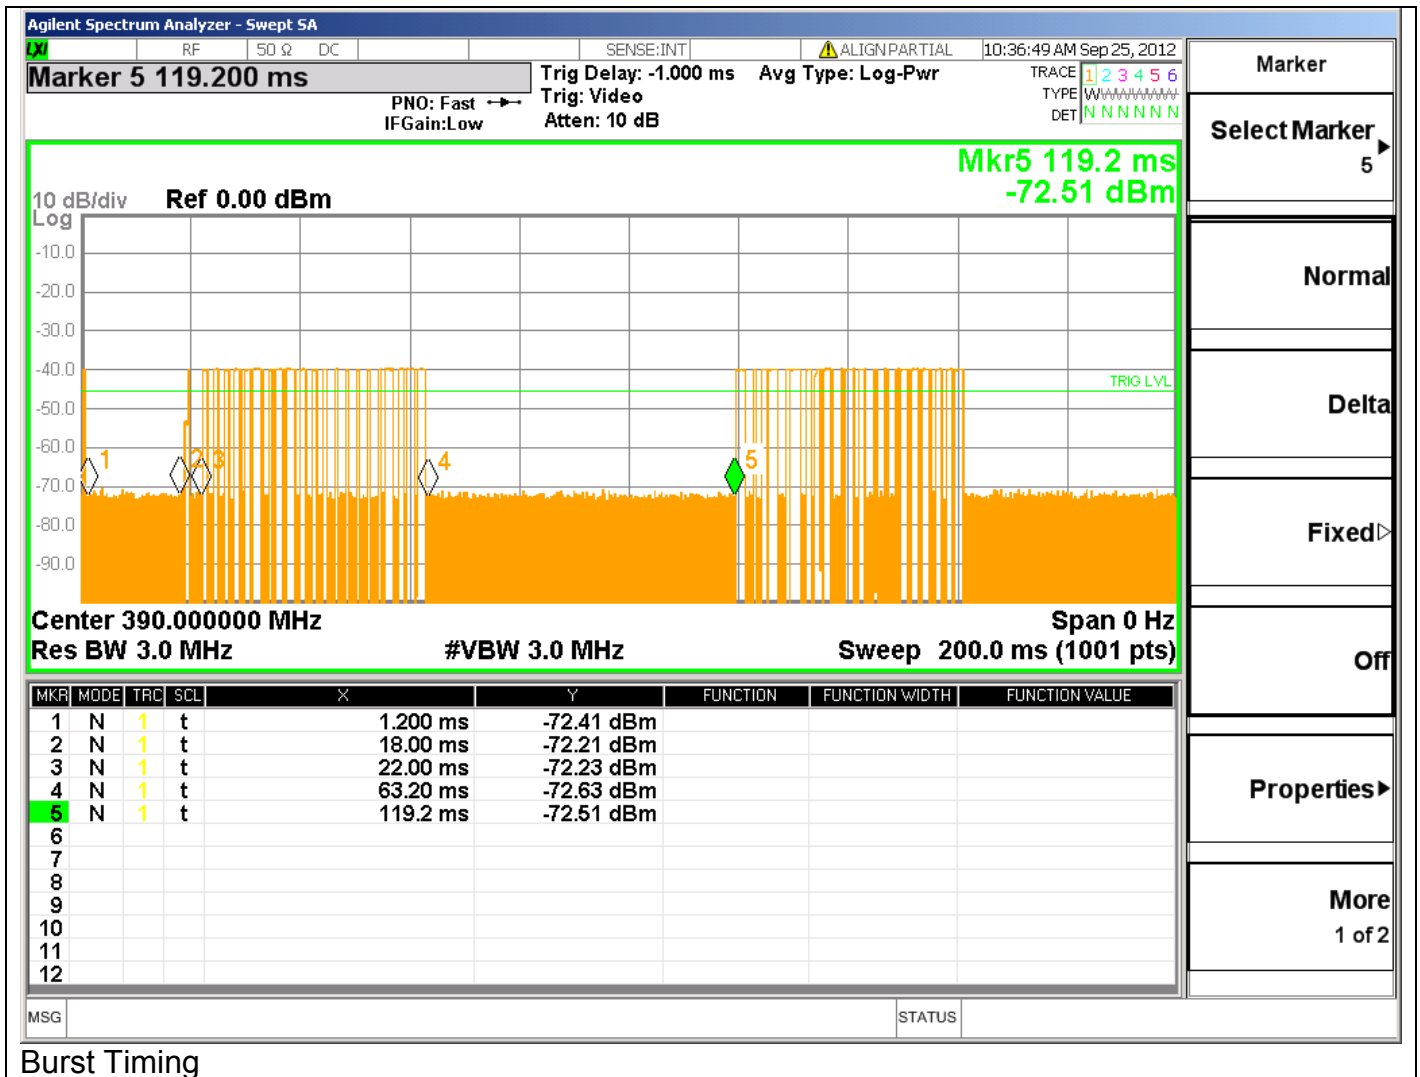 Agilent Spectrum Analyzer - Swept SA
LXI RF 50 Ω DC SENSE:INT ALIGN PARTIAL 10:36:49 AM Sep 25, 2012
Marker 5 119.200 ms
PNO: Fast
IFGain:Low
Trig Delay: -1.000 ms
Trig: Video
Atten: 10 dB
Avg Type: Log-Pwr
TRACE 1 2 3 4 5 6
TYPE WWWWWW
DET N N N N N N
Mkr5 119.2 ms
-72.51 dBm
10 dB/div Ref 0.00 dBm
Log
-10.0
-20.0
-30.0
-40.0
TRIG LVL
-50.0
-60.0
1 2 3 4 5
-70.0
-80.0
-90.0
Center 390.000000 MHz Span 0 Hz
Res BW 3.0 MHz #VBW 3.0 MHz Sweep 200.0 ms (1001 pts)
MKR MODE TRC SCL X Y FUNCTION FUNCTION WIDTH FUNCTION VALUE
1 N 1 t 1.200 ms -72.41 dBm
2 N 1 t 18.00 ms -72.21 dBm
3 N 1 t 22.00 ms -72.23 dBm
4 N 1 t 63.20 ms -72.63 dBm
5 N 1 t 119.2 ms -72.51 dBm
6
7
8
9
10
11
12
MSG STATUS
Marker
Select Marker
5
Normal
Delta
Fixed
Off
Properties
More
1 of 2
Burst Timing